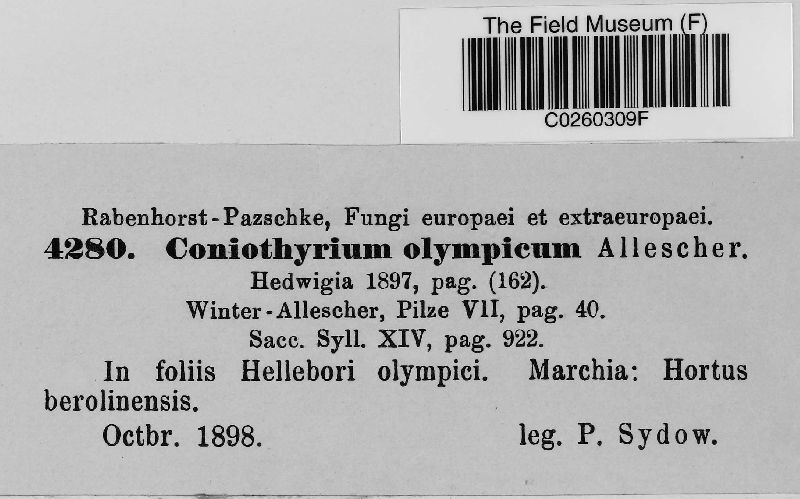 The Field Museum (F)
C0260309F
Rabenhorst-Pazschke, Fungi europaei et extraeuropaei.
4280. Coniothyrium olympicum Allescher.
Hedwigia 1897, pag. (162).
Winter-Allescher, Pilze VII, pag. 40.
Sacc. Syll. XIV, pag. 922.
In foliis Hellebori olympici. Marchia: Hortus
berolinensis.
Octbr. 1898. leg. P. Sydow.